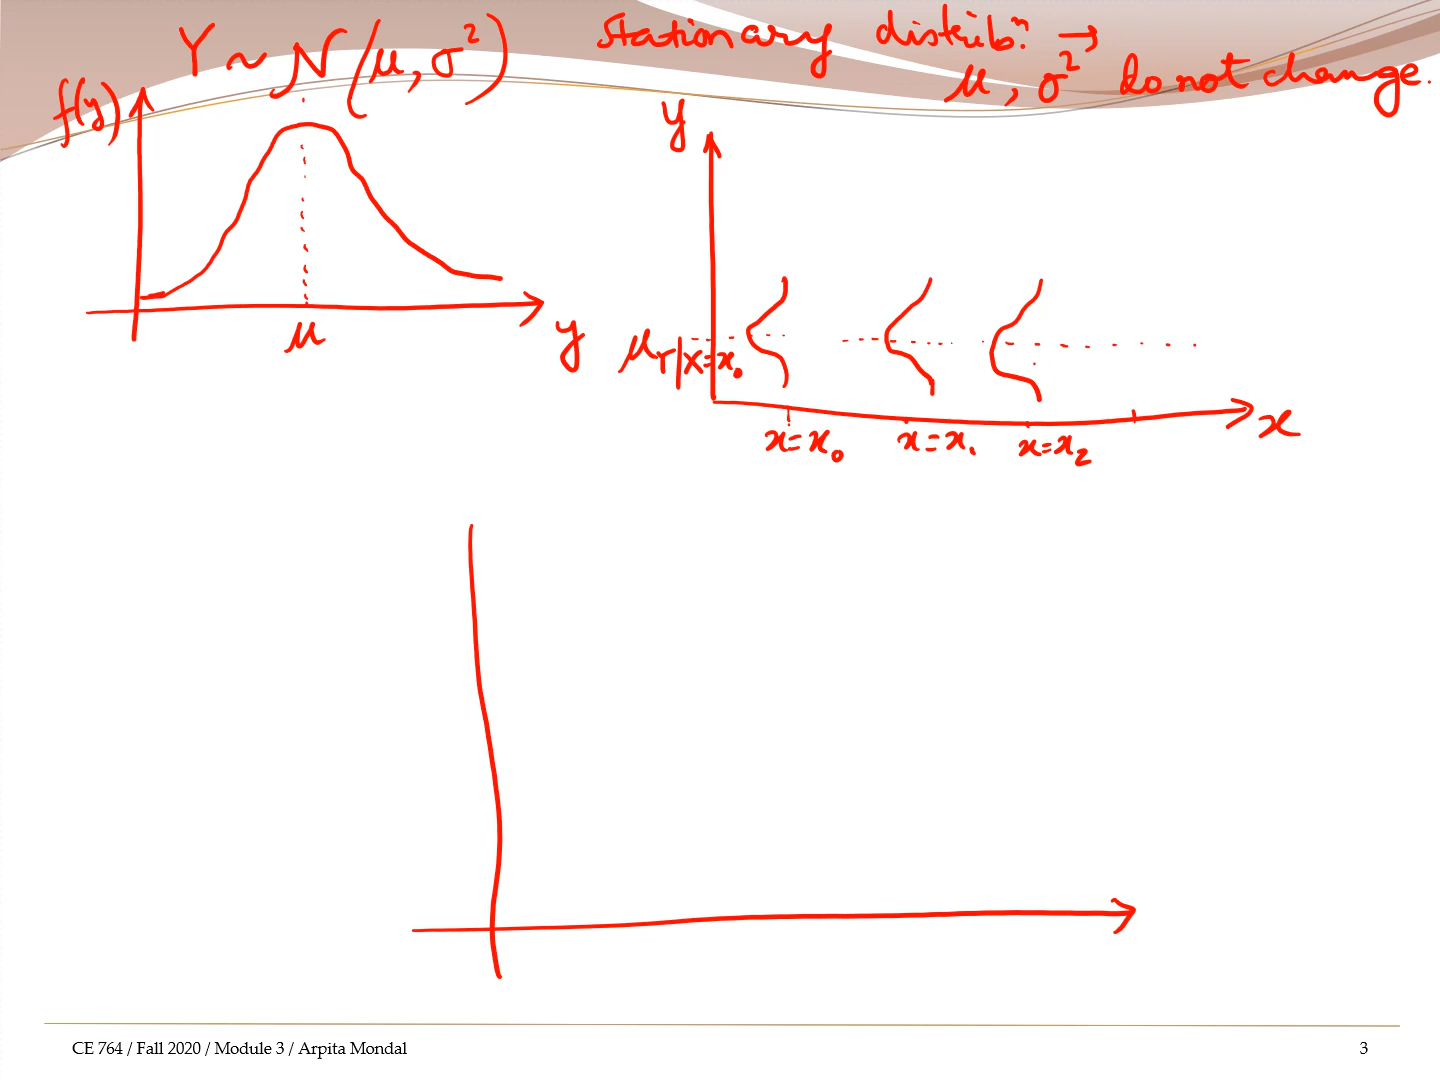 Y ~ N(μ, σ²)
Stationary distribⁿ. →
μ, σ² do not change.
f(y)
μ
y
y
μ_Y|X=x₀
x=x₀ x=x₁ x=x₂
x
CE 764 / Fall 2020 / Module 3 / Arpita Mondal
3